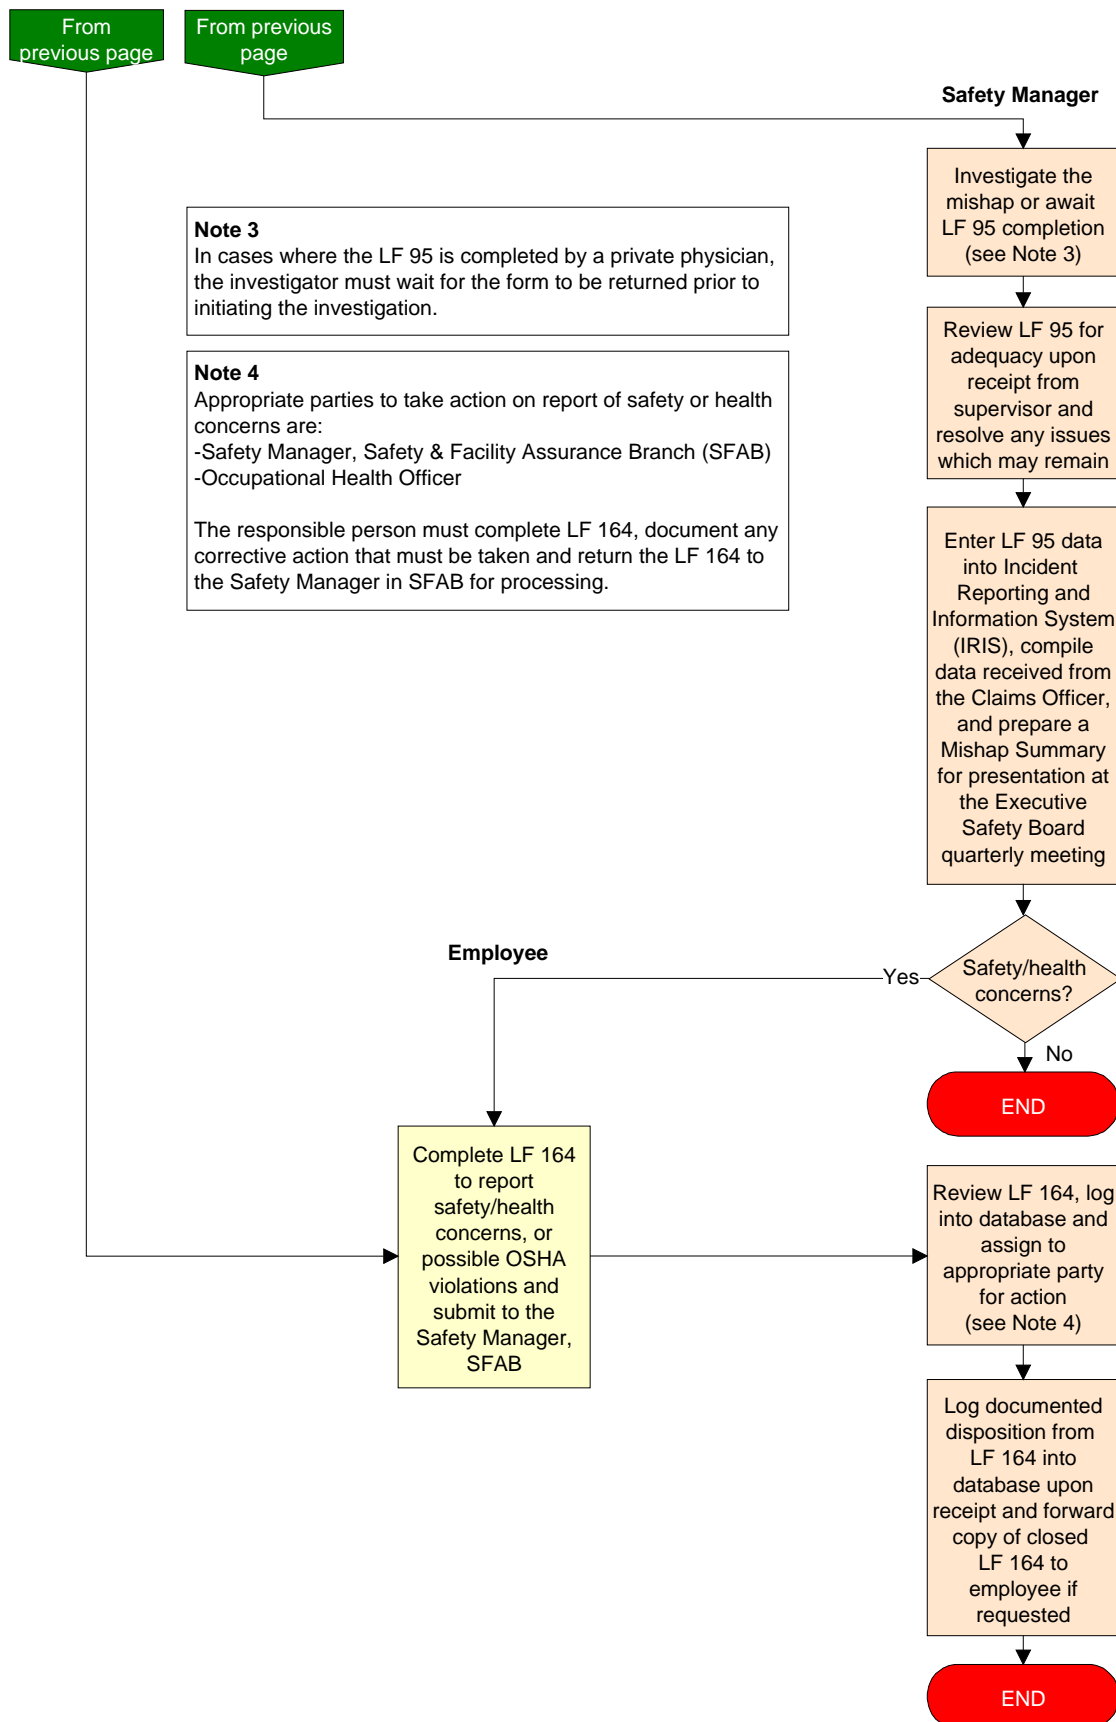 From
previous page
From previous
page
Safety Manager
Investigate the
mishap or await
LF 95 completion
(see Note 3)
Note 3
In cases where the LF 95 is completed by a private physician,
the investigator must wait for the form to be returned prior to
initiating the investigation.
Review LF 95 for
adequacy upon
receipt from
supervisor and
resolve any issues
which may remain
Note 4
Appropriate parties to take action on report of safety or health
concerns are:
-Safety Manager, Safety & Facility Assurance Branch (SFAB)
-Occupational Health Officer
The responsible person must complete LF 164, document any
corrective action that must be taken and return the LF 164 to
the Safety Manager in SFAB for processing.
Enter LF 95 data
into Incident
Reporting and
Information System
(IRIS), compile
data received from
the Claims Officer,
and prepare a
Mishap Summary
for presentation at
the Executive
Safety Board
quarterly meeting
Employee
Yes
Safety/health
concerns?
No
END
Complete LF 164
to report
safety/health
concerns, or
possible OSHA
violations and
submit to the
Safety Manager,
SFAB
Review LF 164, log
into database and
assign to
appropriate party
for action
(see Note 4)
Log documented
disposition from
LF 164 into
database upon
receipt and forward
copy of closed
LF 164 to
employee if
requested
END